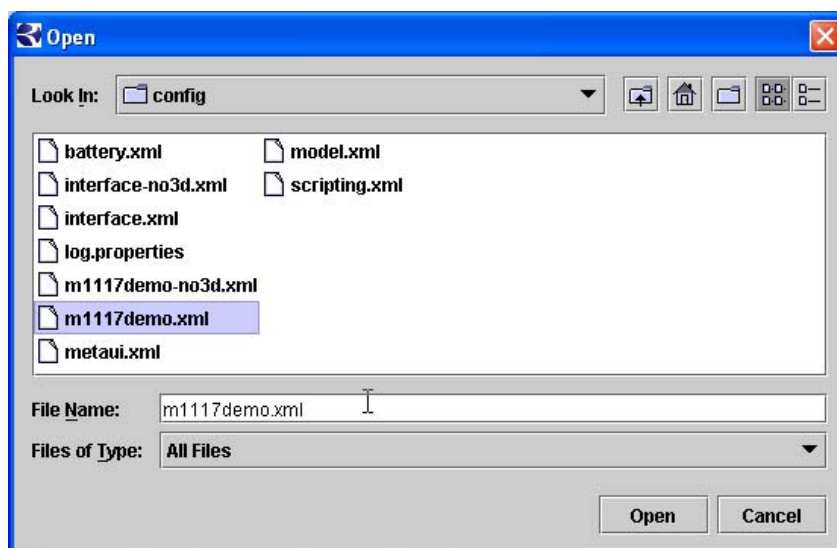 Open
Look In: config
battery.xml
interface-no3d.xml
interface.xml
log.properties
m1117demo-no3d.xml
m1117demo.xml
metaui.xml
model.xml
scripting.xml
File Name: m1117demo.xml
Files of Type: All Files
Open Cancel